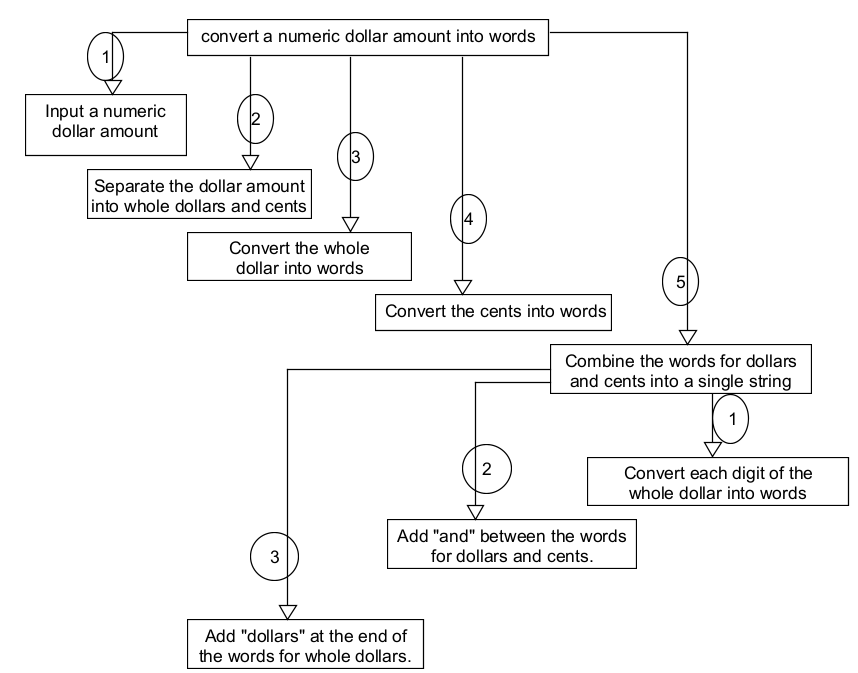 convert a numeric dollar amount into words
1
Input a numeric
dollar amount
2
Separate the dollar amount
into whole dollars and cents
3
Convert the whole
dollar into words
4
Convert the cents into words
5
Combine the words for dollars
and cents into a single string
1
Convert each digit of the
whole dollar into words
2
Add "and" between the words
for dollars and cents.
3
Add "dollars" at the end of
the words for whole dollars.